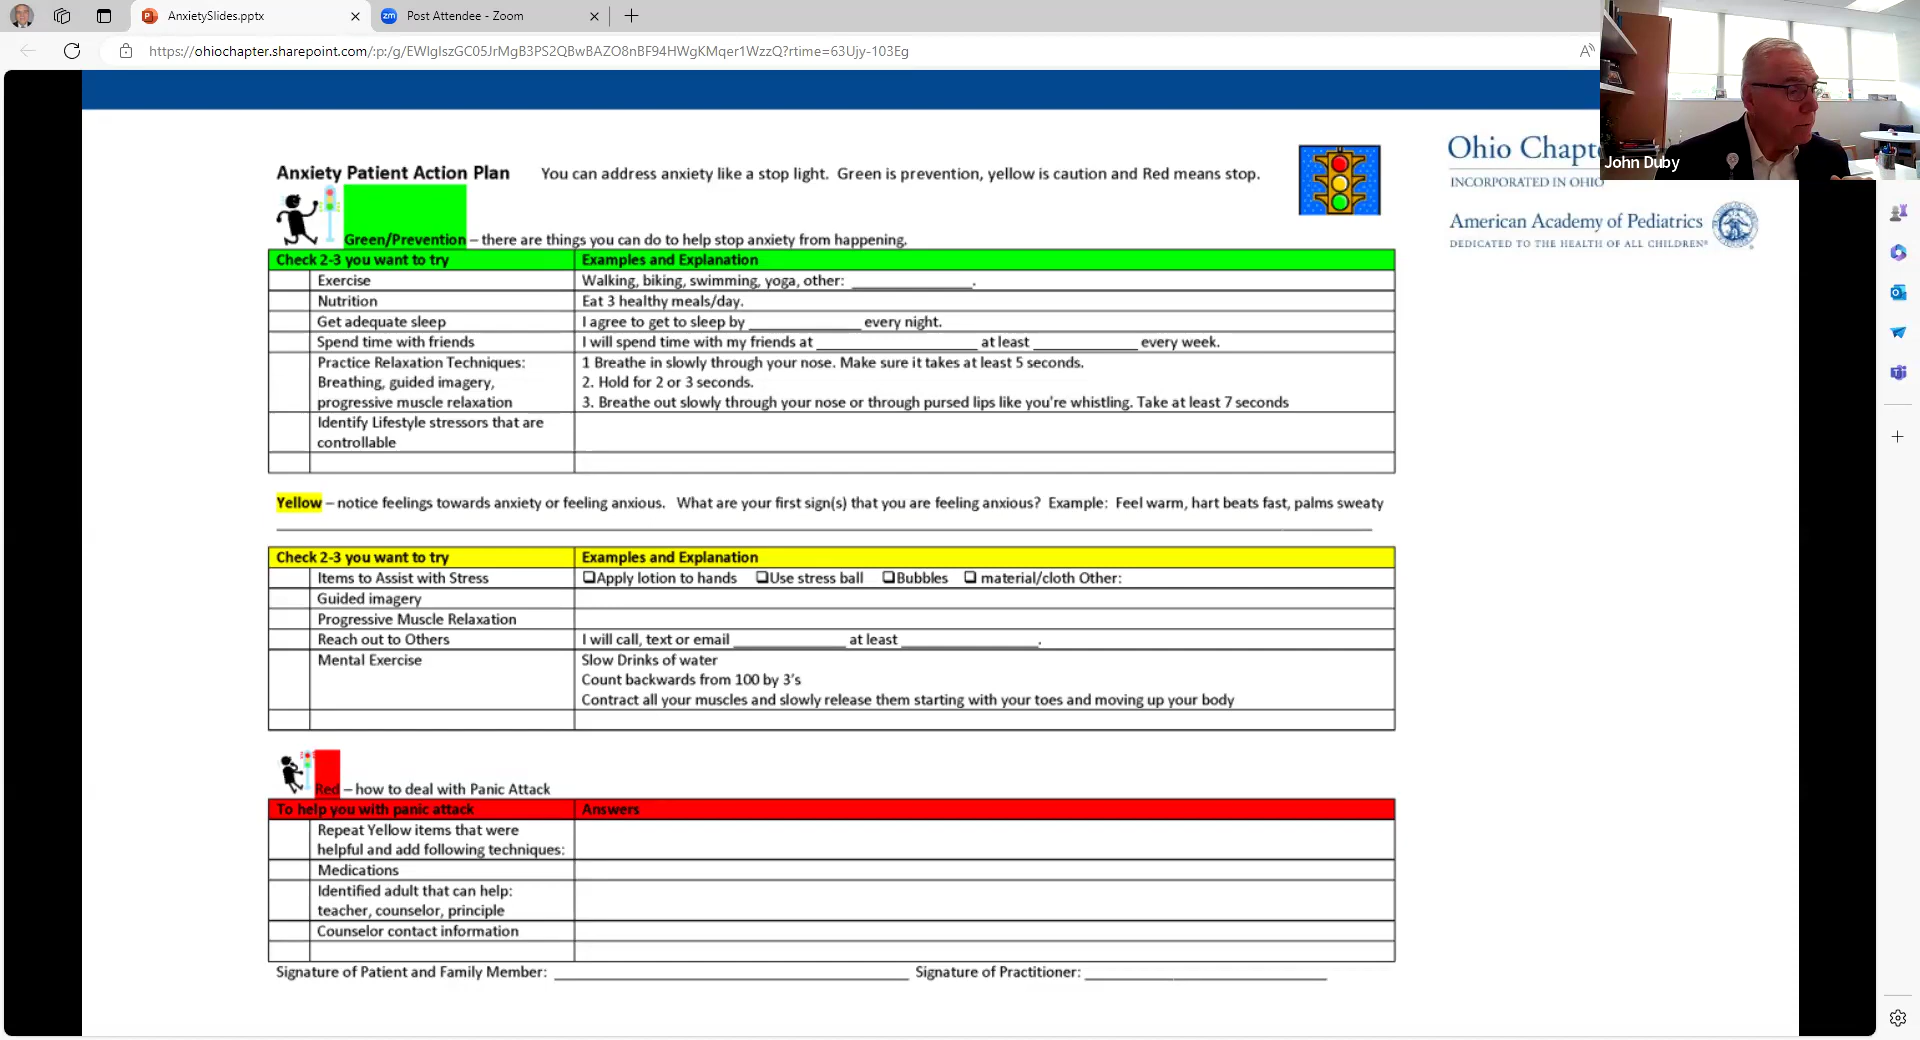 AnxietySlides.pptx
Post Attendee - Zoom
https://ohiochapter.sharepoint.com/:p:/g/EWIgIszGC05JrMgB3PS2QBwBAZO8nBF94HWgKMqer1WzzQ?rtime=63Ujy-103Eg
John Duby
Ohio Chapt
INCORPORATED IN OHIO
American Academy of Pediatrics
DEDICATED TO THE HEALTH OF ALL CHILDREN®
Anxiety Patient Action Plan You can address anxiety like a stop light. Green is prevention, yellow is caution and Red means stop.
Green/Prevention – there are things you can do to help stop anxiety from happening.
Check 2-3 you want to try Examples and Explanation
Exercise Walking, biking, swimming, yoga, other: _______________.
Nutrition Eat 3 healthy meals/day.
Get adequate sleep I agree to get to sleep by ______________ every night.
Spend time with friends I will spend time with my friends at ____________________ at least _____________ every week.
Practice Relaxation Techniques: 1 Breathe in slowly through your nose. Make sure it takes at least 5 seconds.
Breathing, guided imagery, 2. Hold for 2 or 3 seconds.
progressive muscle relaxation 3. Breathe out slowly through your nose or through pursed lips like you're whistling. Take at least 7 seconds
Identify Lifestyle stressors that are
controllable
Yellow – notice feelings towards anxiety or feeling anxious. What are your first sign(s) that you are feeling anxious? Example: Feel warm, hart beats fast, palms sweaty
Check 2-3 you want to try Examples and Explanation
Items to Assist with Stress ❑Apply lotion to hands ❑Use stress ball ❑Bubbles ❑ material/cloth Other:
Guided imagery
Progressive Muscle Relaxation
Reach out to Others I will call, text or email ______________ at least _________________.
Mental Exercise Slow Drinks of water
Count backwards from 100 by 3's
Contract all your muscles and slowly release them starting with your toes and moving up your body
Red – how to deal with Panic Attack
To help you with panic attack Answers
Repeat Yellow items that were
helpful and add following techniques:
Medications
Identified adult that can help:
teacher, counselor, principle
Counselor contact information
Signature of Patient and Family Member: ____________________ Signature of Practitioner: ____________________